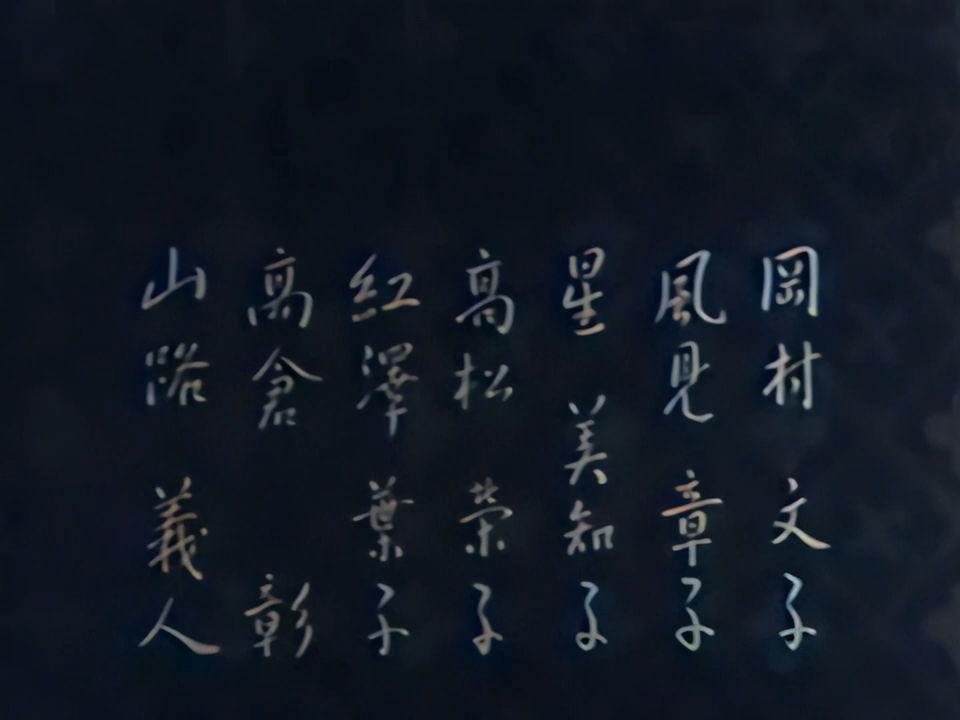 岡村 文子
風見 章子
星 美知子
高松 栄子
紅澤 葉子
高倉 彰
山路 義人